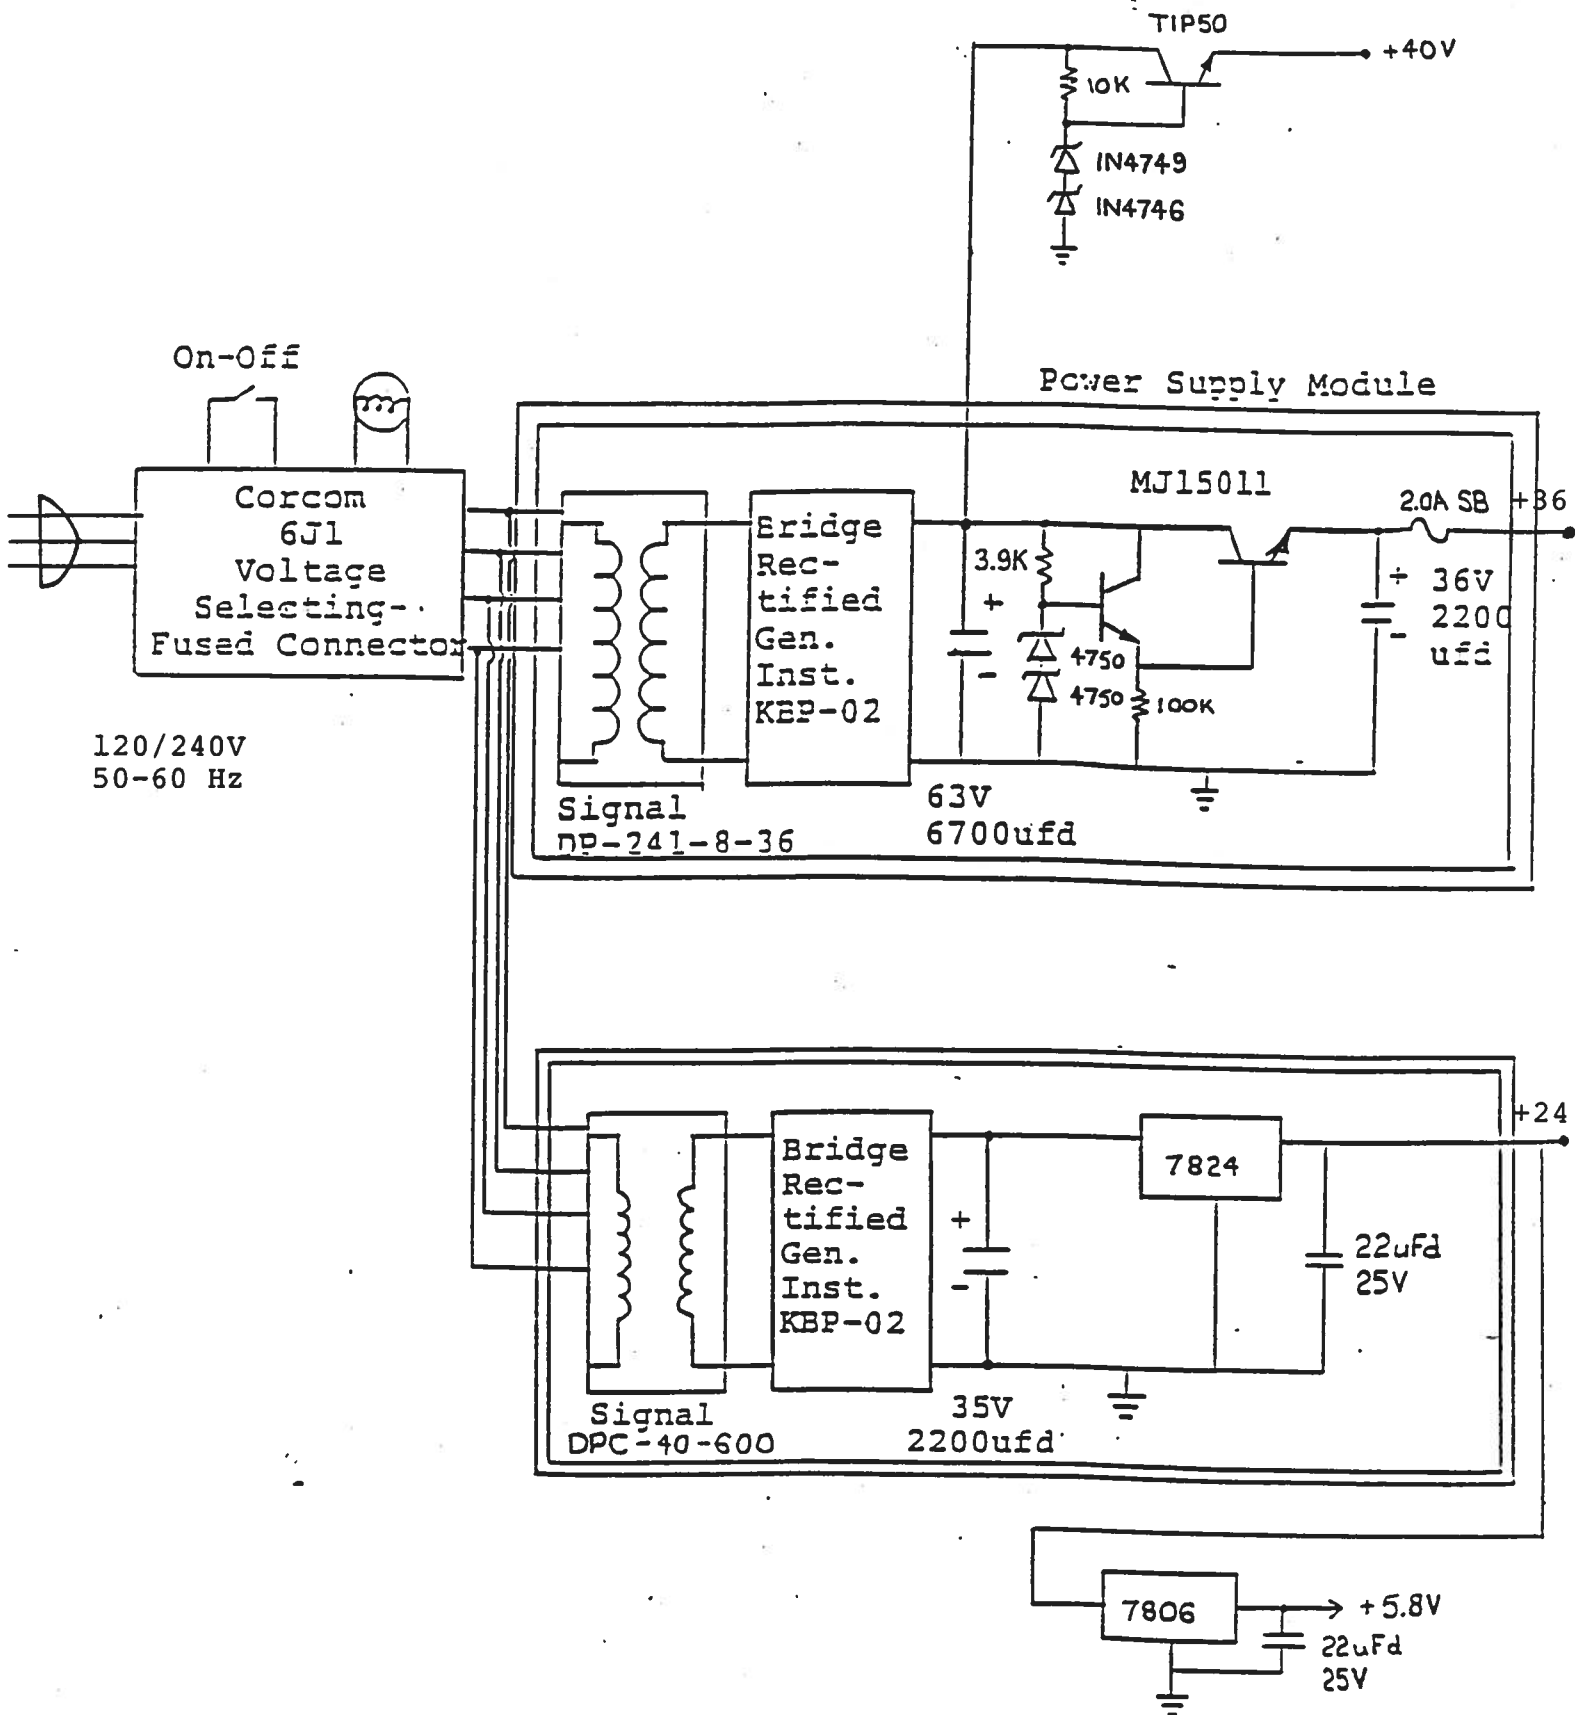 TIP50
+40V
10K
1N4749
1N4746
On-Off
Power Supply Module
Corcom
6J1
Voltage
Selecting-
Fused Connector
120/240V
50-60 Hz
Signal
DP-241-8-36
Bridge
Rec-
tified
Gen.
Inst.
KBP-02
+
-
63V
6700ufd
3.9K
4750
4750
100K
MJ15011
2.0A SB
+36
+
-
36V
2200
ufd
Signal
DPC-40-600
Bridge
Rec-
tified
Gen.
Inst.
KBP-02
+
-
35V
2200ufd
7824
+24
22uFd
25V
7806
+5.8V
22uFd
25V